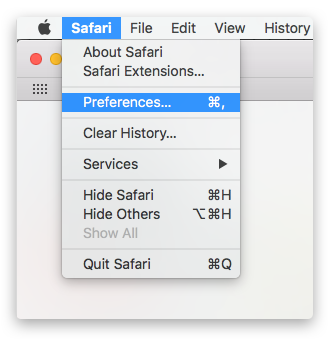 Safari File Edit View History
About Safari
Safari Extensions...
Preferences... ⌘,
Clear History...
Services ▶
Hide Safari ⌘H
Hide Others ⌥⌘H
Show All
Quit Safari ⌘Q